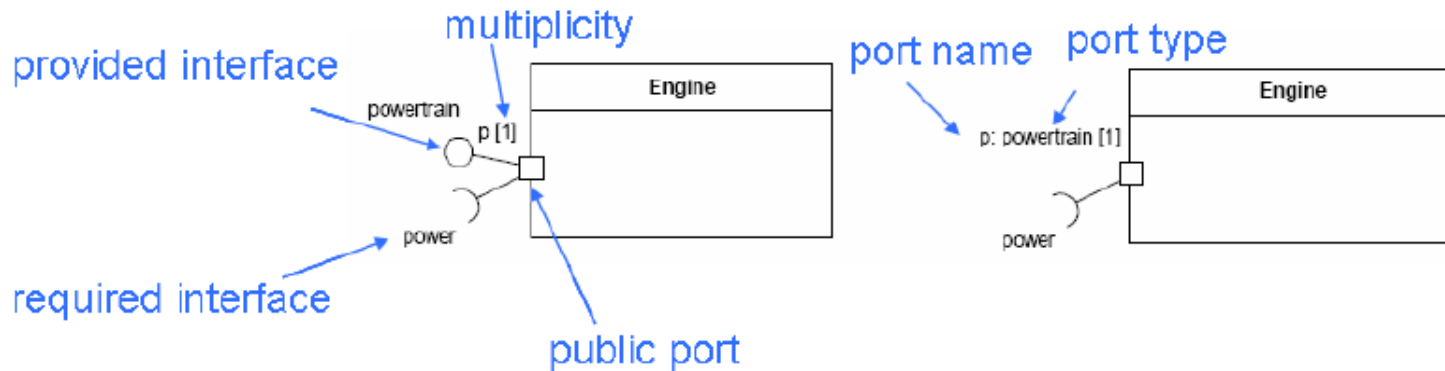 multiplicity
provided interface
powertrain
p [1]
Engine
power
required interface
public port
port name
port type
Engine
p: powertrain [1]
power